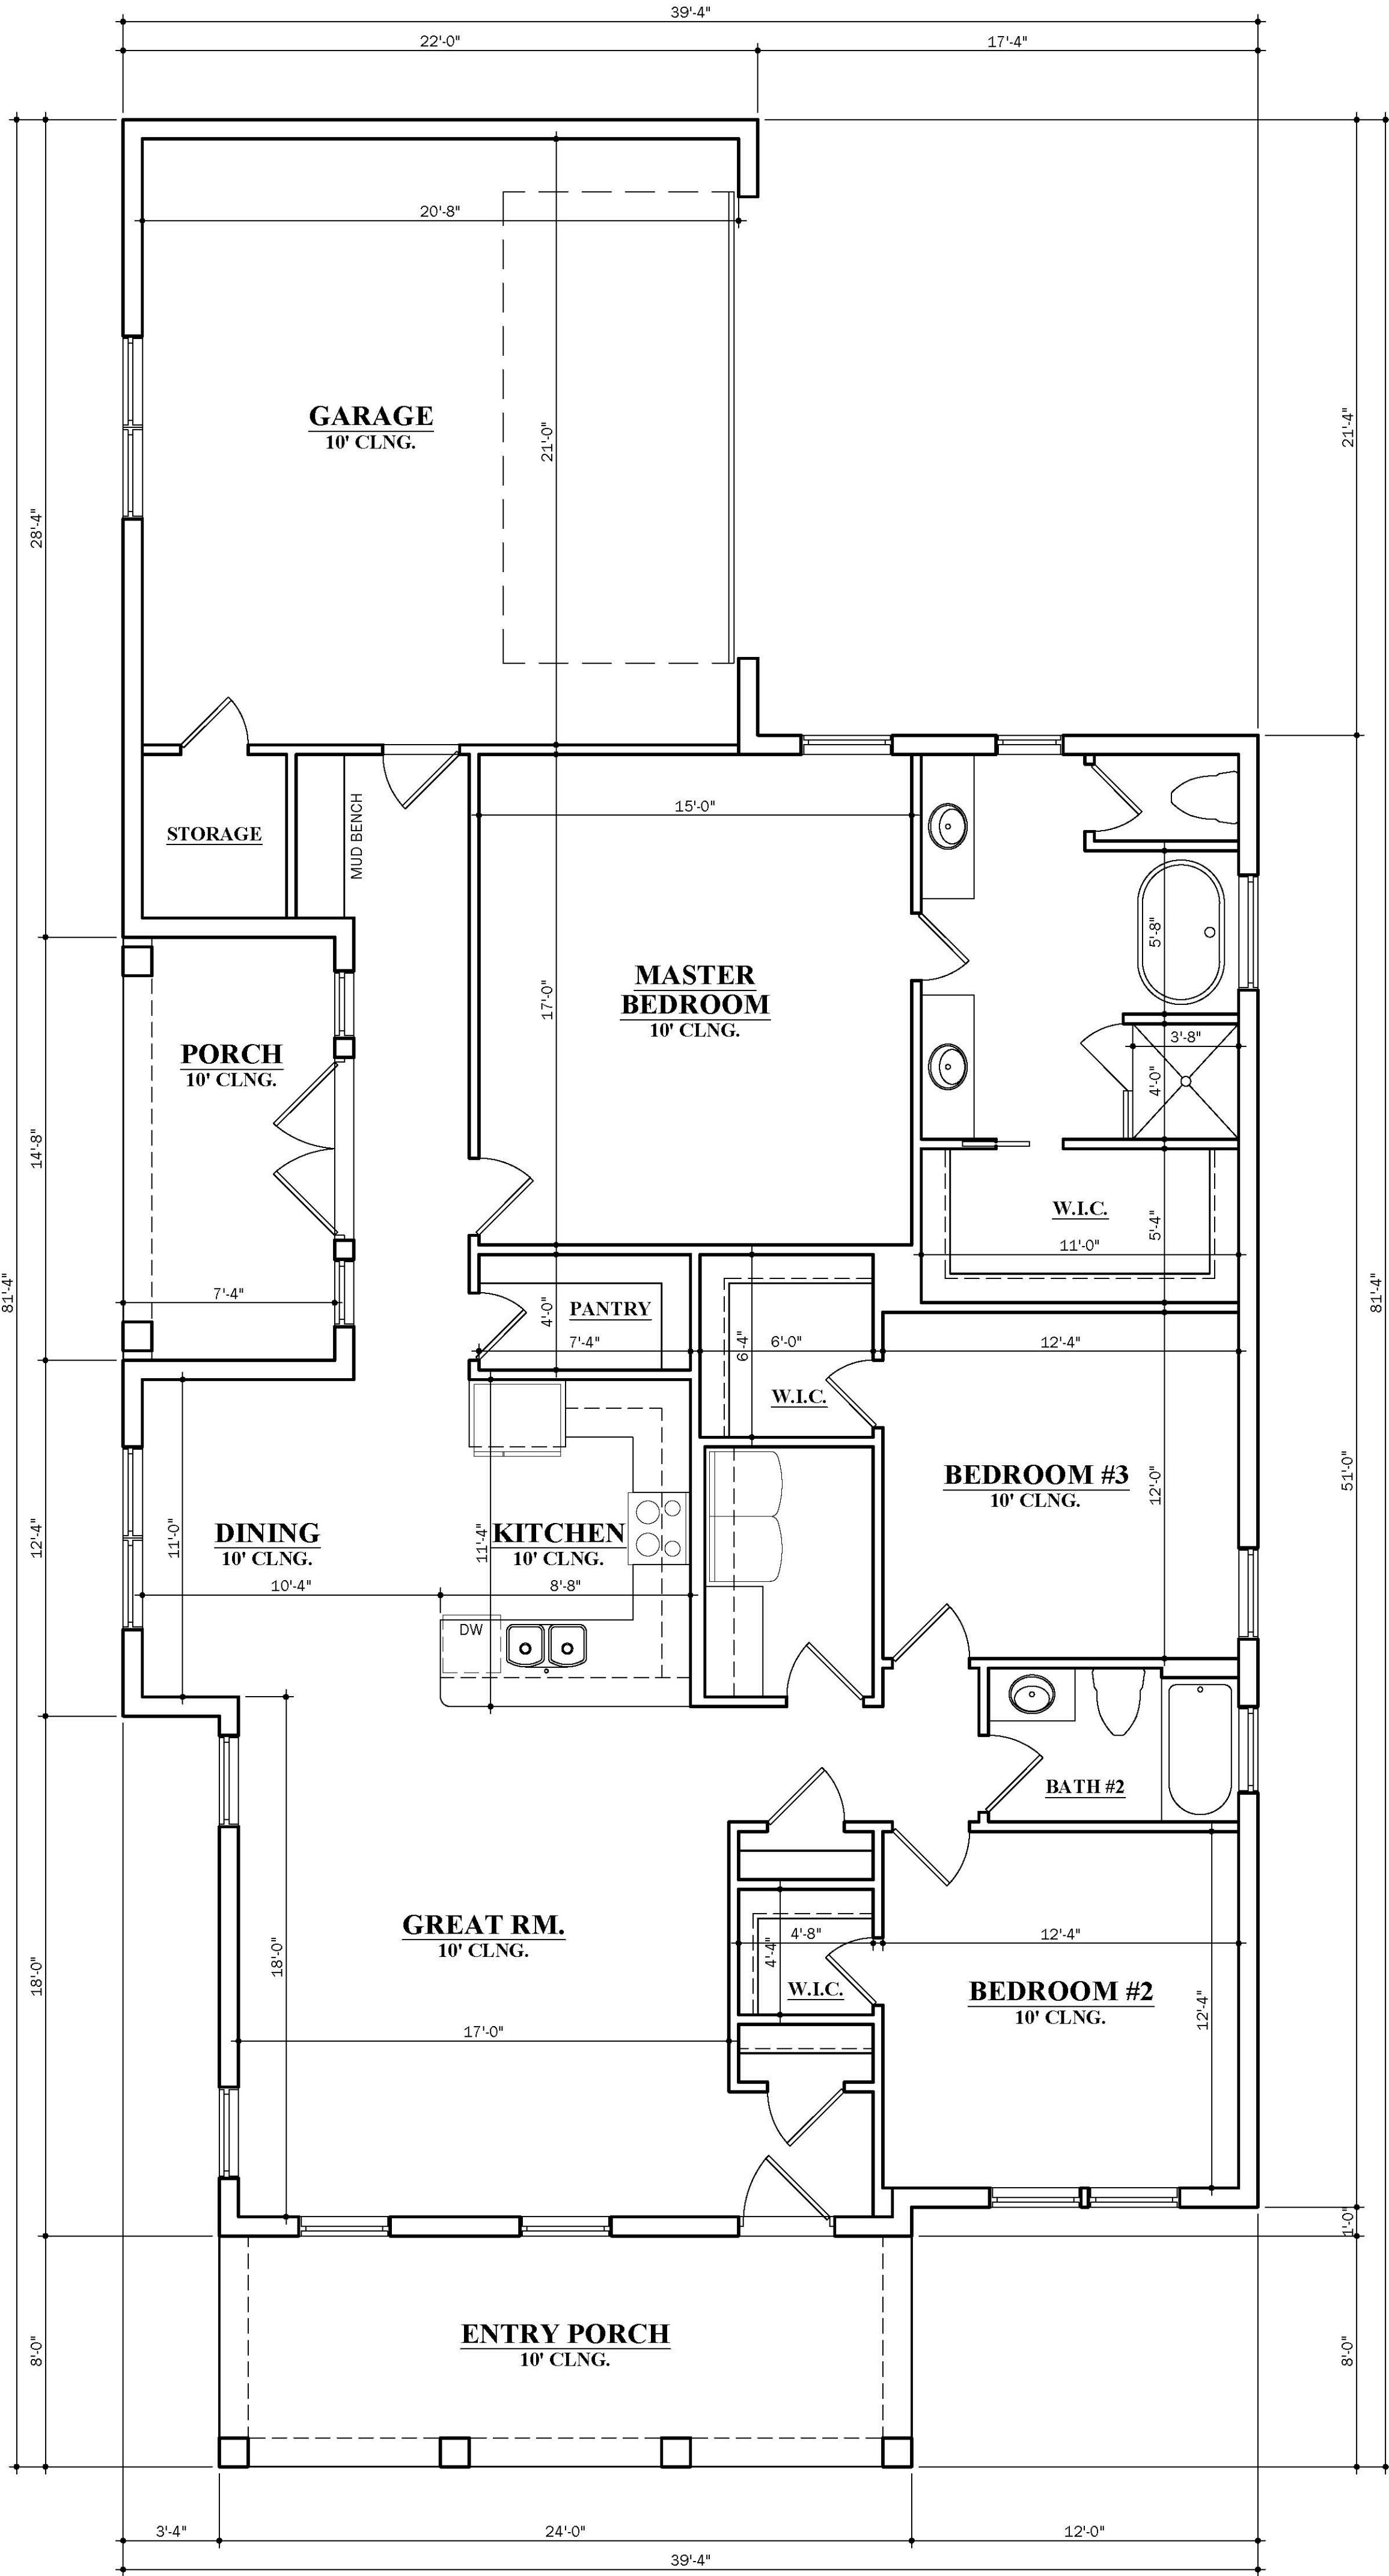 39'-4"
22'-0"
17'-4"
20'-8"
GARAGE
10' CLNG.
21'-0"
21'-4"
28'-4"
STORAGE
MUD BENCH
15'-0"
5'-8"
MASTER
BEDROOM
10' CLNG.
17'-0"
PORCH
10' CLNG.
3'-8"
4'-0"
14'-8"
W.I.C.
5'-4"
11'-0"
7'-4"
81'-4"
81'-4"
4'-0"
PANTRY
7'-4"
6'-4"
6'-0"
12'-4"
W.I.C.
BEDROOM #3
10' CLNG.
12'-0"
51'-0"
12'-4"
11'-0"
DINING
10' CLNG.
11'-4"
KITCHEN
10' CLNG.
10'-4"
8'-8"
DW
BATH #2
GREAT RM.
10' CLNG.
18'-0"
18'-0"
4'-8"
4'-4"
W.I.C.
12'-4"
BEDROOM #2
10' CLNG.
12'-4"
17'-0"
1'-0"
ENTRY PORCH
10' CLNG.
8'-0"
8'-0"
3'-4"
24'-0"
12'-0"
39'-4"